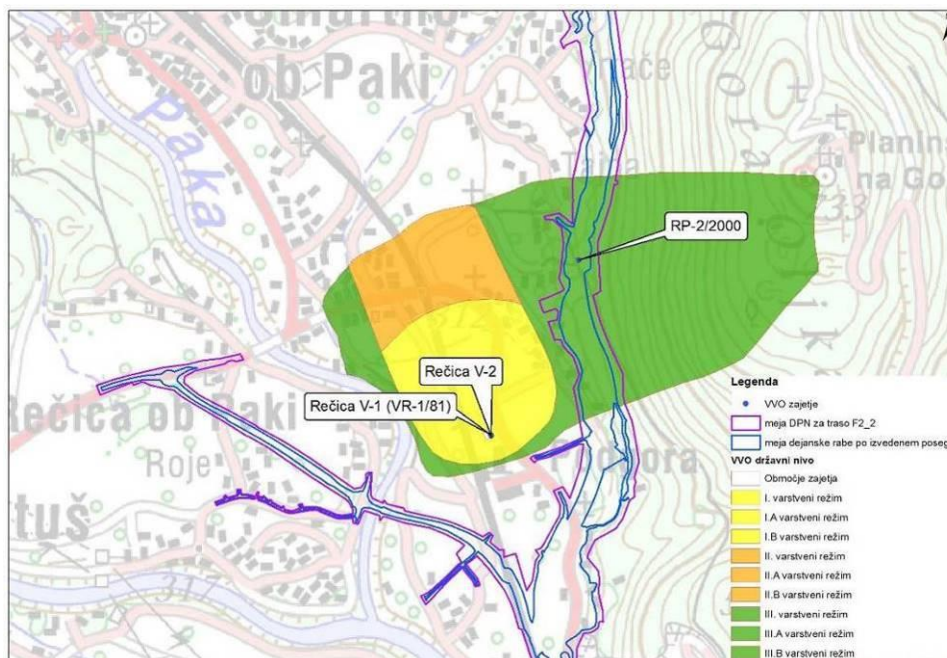 ob Paki
Paka
Planin
na Go
RP-2/2000
Rečica V-2
Rečica V-1 (VR-1/81)
Rečica ob Paki
Roje
Podgora
tuš
Legenda
VVO zajetje
meja DPN za traso F2_2
meja dejanske rabe po izvedenem poseg
VVO državni nivo
Območje zajetja
I. varstveni režim
I.A varstveni režim
I.B varstveni režim
II. varstveni režim
II.A varstveni režim
II.B varstveni režim
III. varstveni režim
III.A varstveni režim
III.B varstveni režim